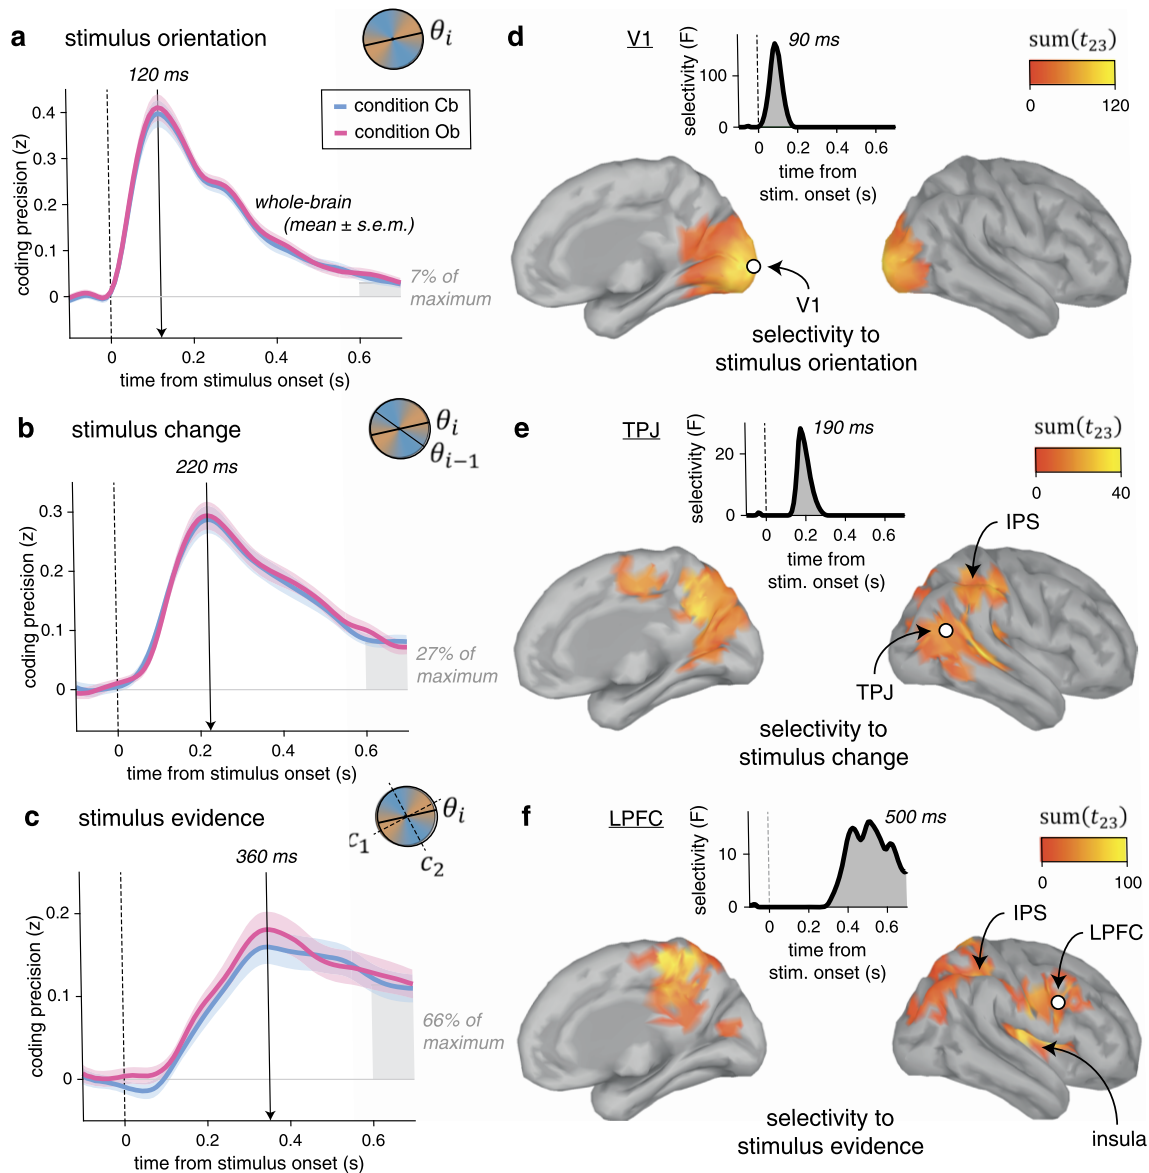 a
stimulus orientation
θi
120 ms
condition Cb
condition Ob
0.4
0.3
0.2
0.1
0
coding precision (z)
whole-brain
(mean ± s.e.m.)
7% of
maximum
0
0.2
0.4
0.6
time from stimulus onset (s)
d
V1
90 ms
selectivity (F)
100
0
0
0.2
0.4
0.6
time from
stim. onset (s)
sum(t23)
0
120
V1
selectivity to
stimulus orientation
b
stimulus change
θi
θi−1
220 ms
0.3
0.2
0.1
0
coding precision (z)
27% of
maximum
0
0.2
0.4
0.6
time from stimulus onset (s)
e
TPJ
190 ms
selectivity (F)
20
0
0
0.2
0.4
0.6
time from
stim. onset (s)
sum(t23)
0
40
IPS
TPJ
selectivity to
stimulus change
c
stimulus evidence
θi
c1
c2
360 ms
0.2
0.1
0
coding precision (z)
66% of
maximum
0
0.2
0.4
0.6
time from stimulus onset (s)
f
LPFC
500 ms
selectivity (F)
10
0
0
0.2
0.4
0.6
time from
stim. onset (s)
sum(t23)
0
100
IPS
LPFC
insula
selectivity to
stimulus evidence